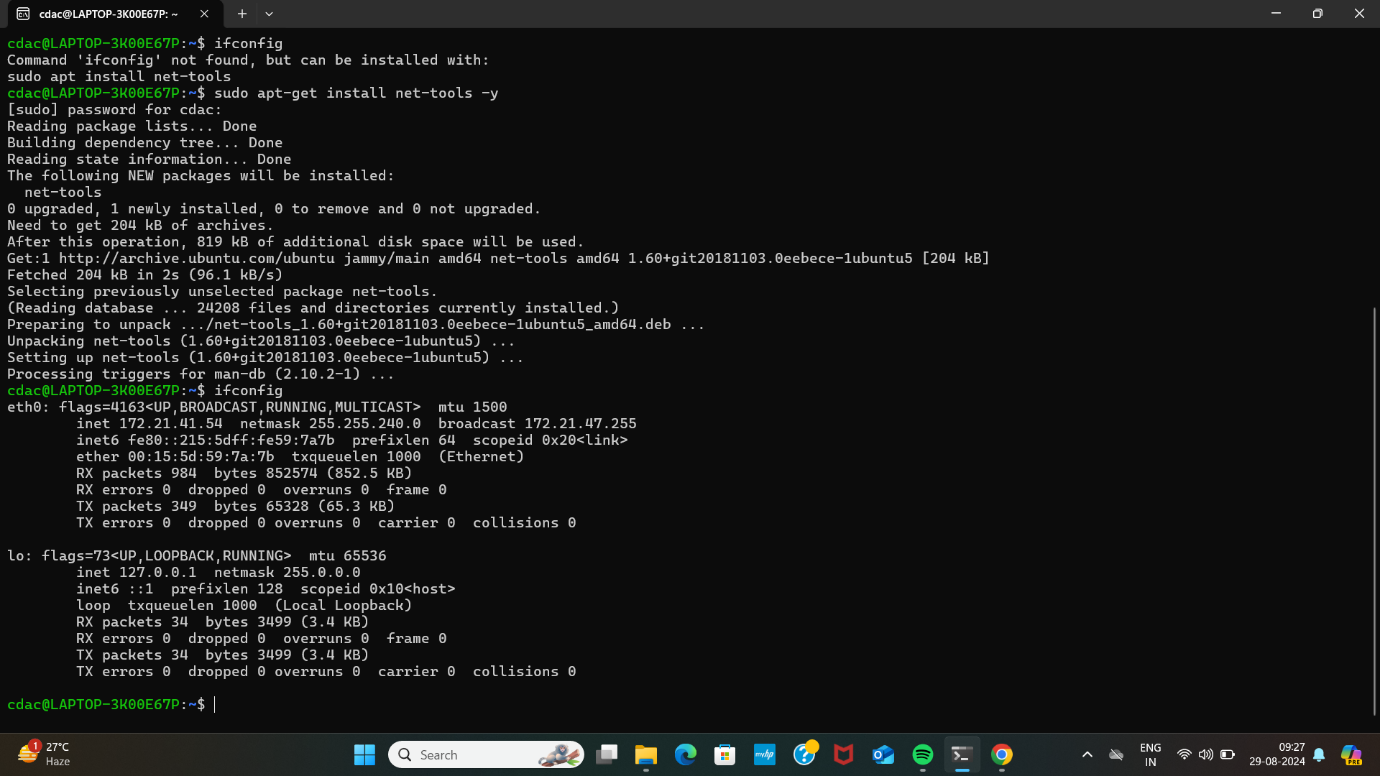 cdac@LAPTOP-3K00E67P: ~
cdac@LAPTOP-3K00E67P:~$ ifconfig
Command 'ifconfig' not found, but can be installed with:
sudo apt install net-tools
cdac@LAPTOP-3K00E67P:~$ sudo apt-get install net-tools -y
[sudo] password for cdac:
Reading package lists... Done
Building dependency tree... Done
Reading state information... Done
The following NEW packages will be installed:
  net-tools
0 upgraded, 1 newly installed, 0 to remove and 0 not upgraded.
Need to get 204 kB of archives.
After this operation, 819 kB of additional disk space will be used.
Get:1 http://archive.ubuntu.com/ubuntu jammy/main amd64 net-tools amd64 1.60+git20181103.0eebece-1ubuntu5 [204 kB]
Fetched 204 kB in 2s (96.1 kB/s)
Selecting previously unselected package net-tools.
(Reading database ... 24208 files and directories currently installed.)
Preparing to unpack .../net-tools_1.60+git20181103.0eebece-1ubuntu5_amd64.deb ...
Unpacking net-tools (1.60+git20181103.0eebece-1ubuntu5) ...
Setting up net-tools (1.60+git20181103.0eebece-1ubuntu5) ...
Processing triggers for man-db (2.10.2-1) ...
cdac@LAPTOP-3K00E67P:~$ ifconfig
eth0: flags=4163<UP,BROADCAST,RUNNING,MULTICAST>  mtu 1500
        inet 172.21.41.54  netmask 255.255.240.0  broadcast 172.21.47.255
        inet6 fe80::215:5dff:fe59:7a7b  prefixlen 64  scopeid 0x20<link>
        ether 00:15:5d:59:7a:7b  txqueuelen 1000  (Ethernet)
        RX packets 984  bytes 852574 (852.5 KB)
        RX errors 0  dropped 0  overruns 0  frame 0
        TX packets 349  bytes 65328 (65.3 KB)
        TX errors 0  dropped 0 overruns 0  carrier 0  collisions 0
lo: flags=73<UP,LOOPBACK,RUNNING>  mtu 65536
        inet 127.0.0.1  netmask 255.0.0.0
        inet6 ::1  prefixlen 128  scopeid 0x10<host>
        loop  txqueuelen 1000  (Local Loopback)
        RX packets 34  bytes 3499 (3.4 KB)
        RX errors 0  dropped 0  overruns 0  frame 0
        TX packets 34  bytes 3499 (3.4 KB)
        TX errors 0  dropped 0 overruns 0  carrier 0  collisions 0
cdac@LAPTOP-3K00E67P:~$
1
27°C
Haze
Search
myhp
ENG
IN
09:27
29-08-2024
PRE